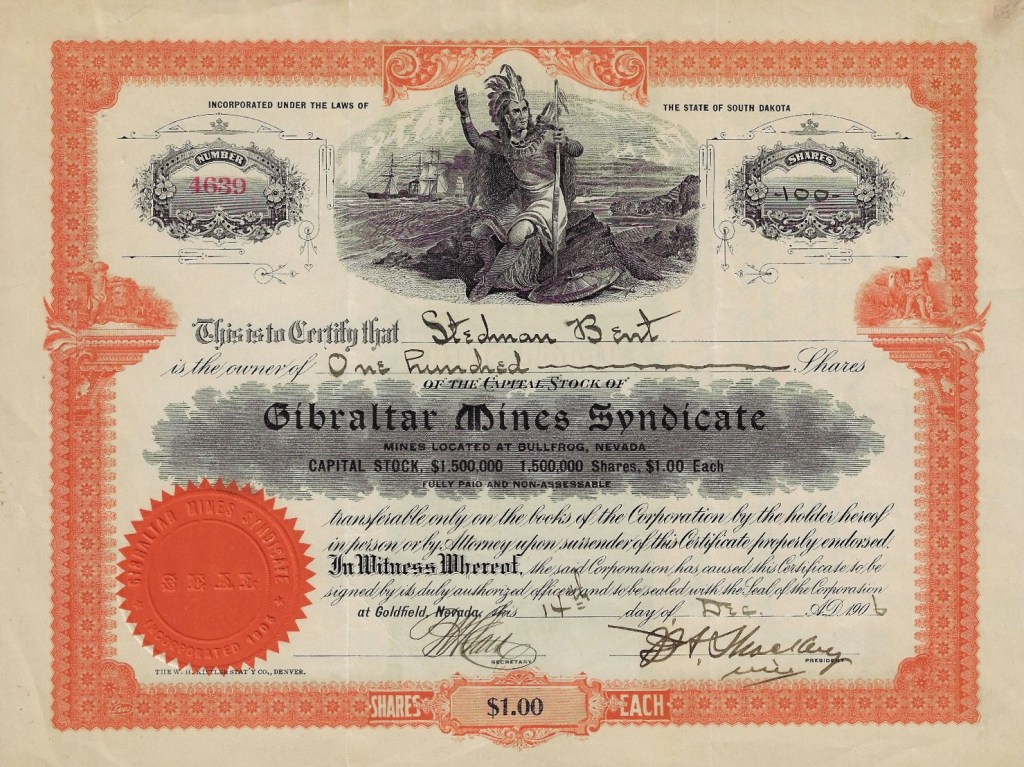 INCORPORATED UNDER THE LAWS OF THE STATE OF SOUTH DAKOTA
NUMBER
4639
SHARES
-100-
This is to Certify that Stedman Bent
is the owner of One Hundred Shares
OF THE CAPITAL STOCK OF
Gibraltar Mines Syndicate
MINES LOCATED AT BULLFROG, NEVADA
CAPITAL STOCK, $1,500,000 1,500,000 Shares, $1.00 Each
FULLY PAID AND NON-ASSESSABLE
transferable only on the books of the Corporation by the holder hereof
in person or by Attorney upon surrender of this Certificate properly endorsed.
In Witness Whereof, the said Corporation has caused this Certificate to be
signed by its duly authorized officers and to be sealed with the Seal of the Corporation
at Goldfield, Nevada, this 14th day of Dec. A.D. 1906
SECRETARY
PRESIDENT
GIBRALTAR MINES SYNDICATE
SEAL
INCORPORATED 1905
THE W. H. KISTLER STAT'Y CO., DENVER.
SHARES $1.00 EACH